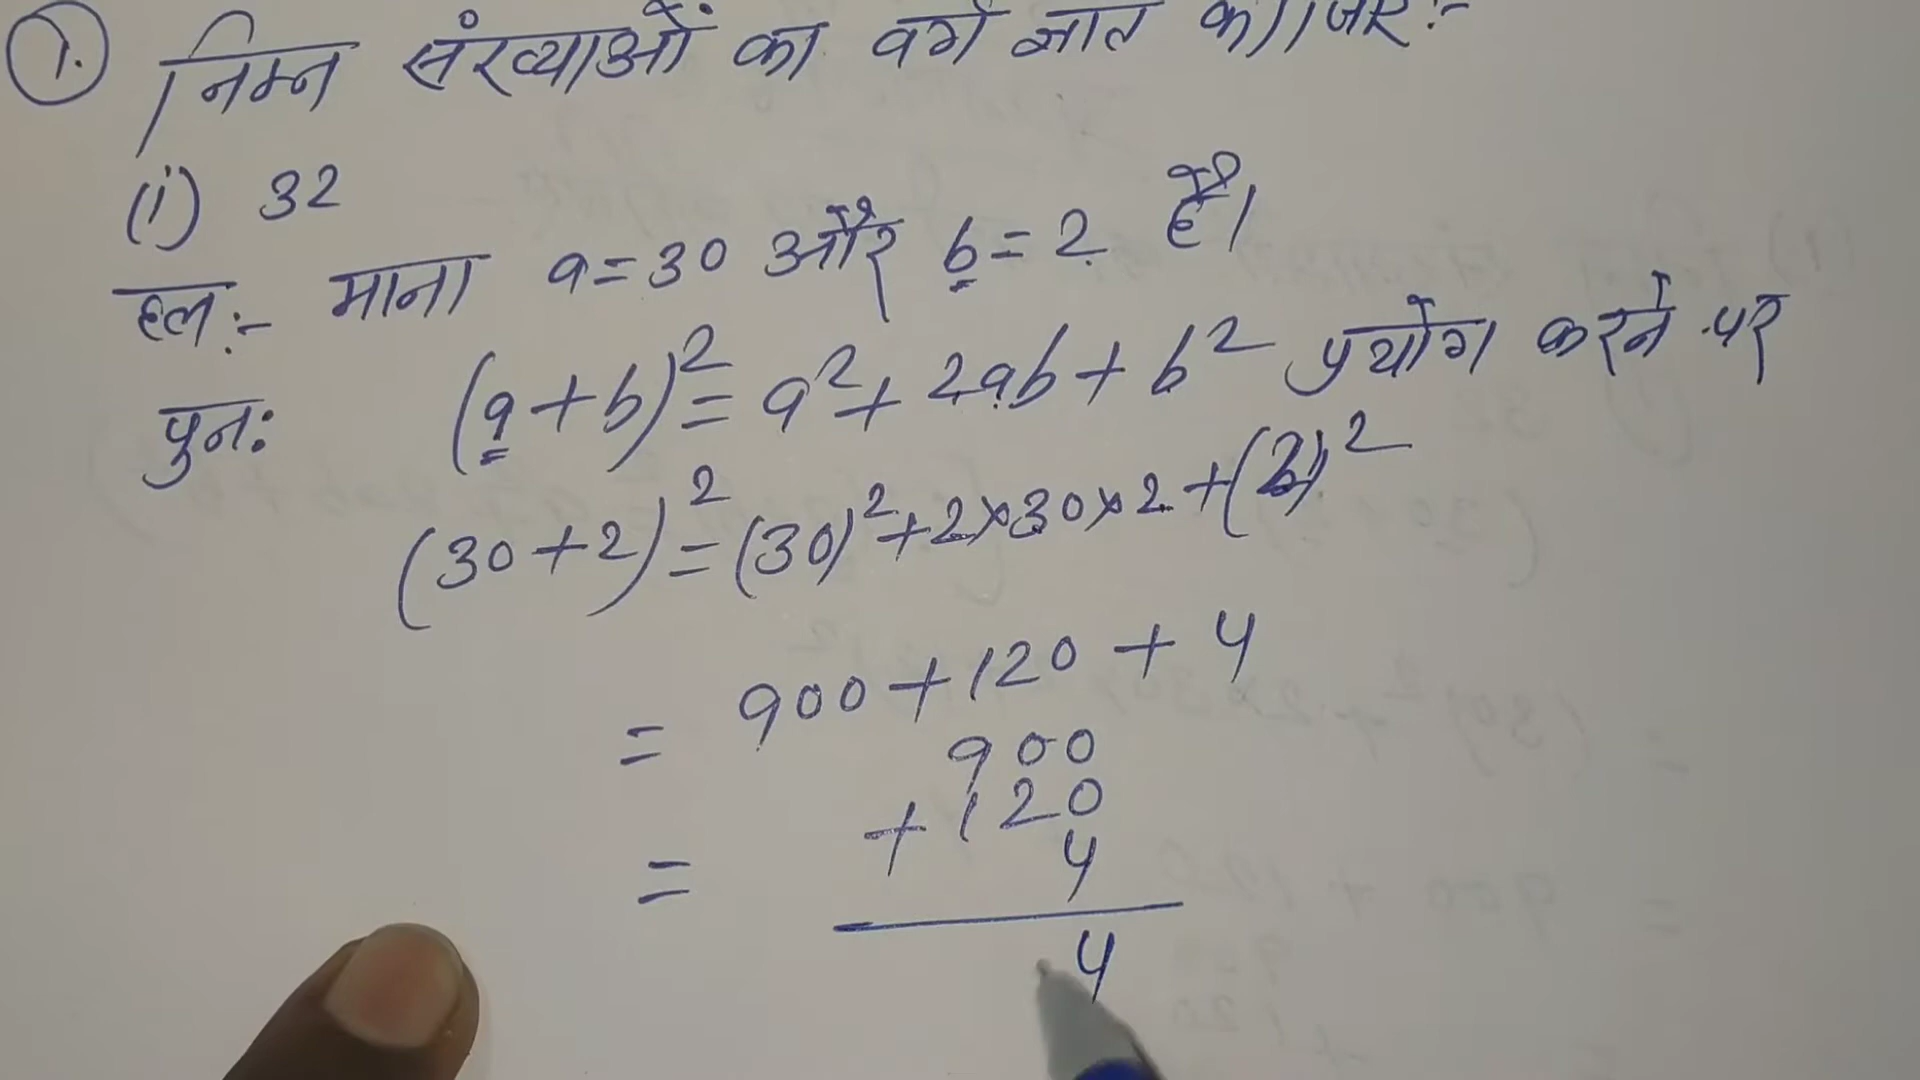 1. निम्न संख्याओं का वर्ग ज्ञात कीजिए:-
(i) 32
हल:- माना a=30 और b=2 है।
पुनः (a+b)²=a²+2ab+b² प्रयोग करने पर
(30+2)²=(30)²+2×30×2+(2)²
= 900+120+4
900
+120
= 4
4